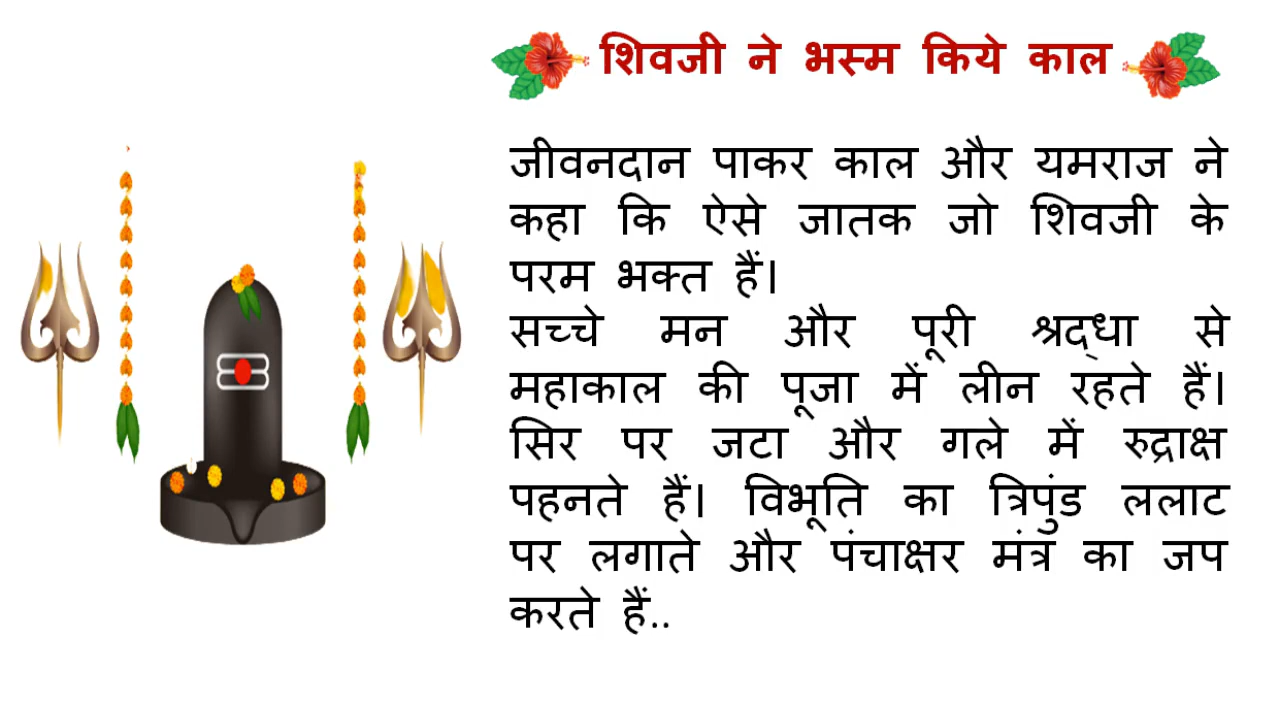 शिवजी ने भस्म किये काल
जीवनदान पाकर काल और यमराज ने
कहा कि ऐसे जातक जो शिवजी के
परम भक्त हैं।
सच्चे मन और पूरी श्रद्धा से
महाकाल की पूजा में लीन रहते हैं।
सिर पर जटा और गले में रुद्राक्ष
पहनते हैं। विभूति का त्रिपुंड ललाट
पर लगाते और पंचाक्षर मंत्र का जप
करते हैं..